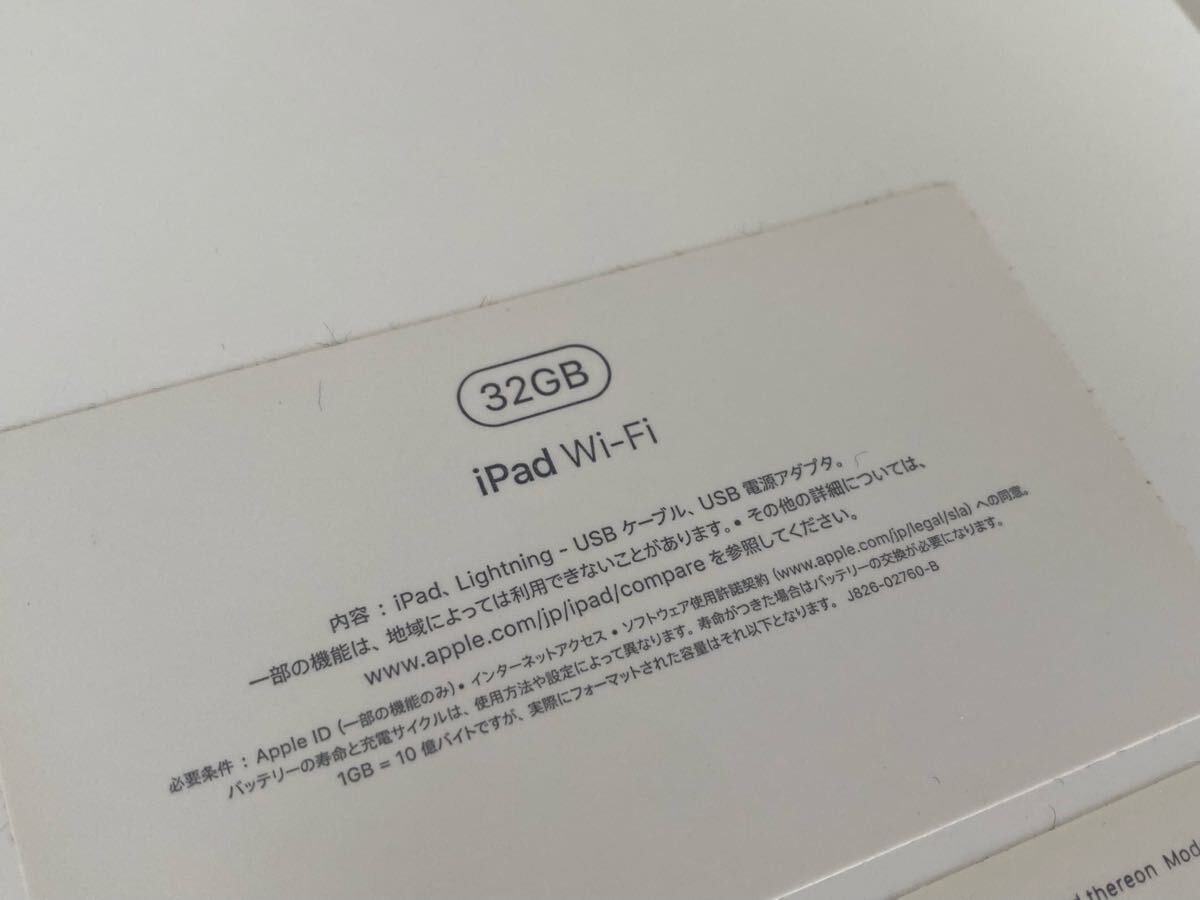 32GB
iPad Wi-Fi
内容：iPad、Lightning - USB ケーブル、USB 電源アダプタ。
一部の機能は、地域によっては利用できないことがあります。• その他の詳細については、
www.apple.com/jp/ipad/compare を参照してください。
必要条件：Apple ID（一部の機能のみ）• インターネットアクセス • ソフトウェア使用許諾契約（www.apple.com/jp/legal/sla）への同意。
バッテリーの寿命と充電サイクルは、使用方法や設定によって異なります。寿命がつきた場合はバッテリーの交換が必要になります。
1GB = 10 億バイトですが、実際にフォーマットされた容量はそれ以下となります。 J826-02760-B
thereon